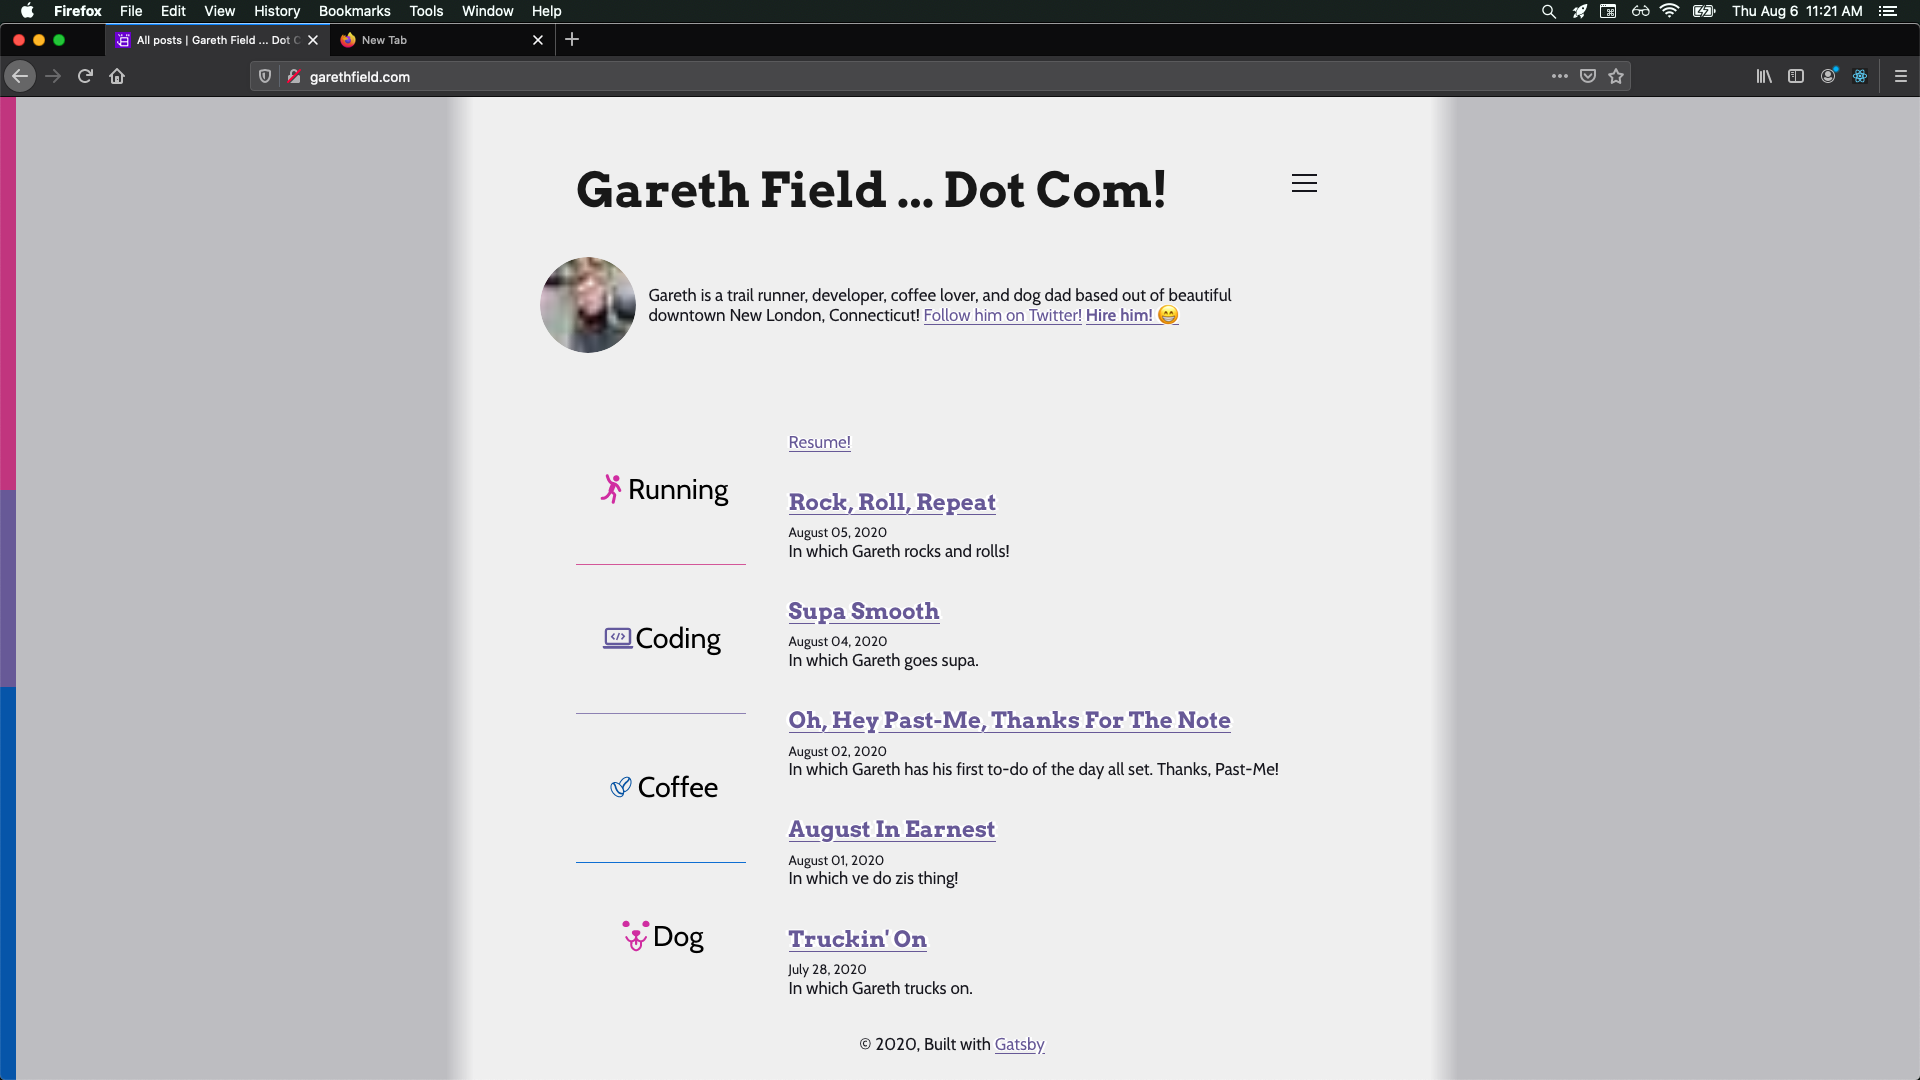 Firefox File Edit View History Bookmarks Tools Window Help
Thu Aug 6 11:21 AM
All posts | Gareth Field ... Dot C
New Tab
garethfield.com
Gareth Field ... Dot Com!
Gareth is a trail runner, developer, coffee lover, and dog dad based out of beautiful
downtown New London, Connecticut! Follow him on Twitter! Hire him! 😁
Running
Coding
Coffee
Dog
Resume!
Rock, Roll, Repeat
August 05, 2020
In which Gareth rocks and rolls!
Supa Smooth
August 04, 2020
In which Gareth goes supa.
Oh, Hey Past-Me, Thanks For The Note
August 02, 2020
In which Gareth has his first to-do of the day all set. Thanks, Past-Me!
August In Earnest
August 01, 2020
In which ve do zis thing!
Truckin' On
July 28, 2020
In which Gareth trucks on.
© 2020, Built with Gatsby